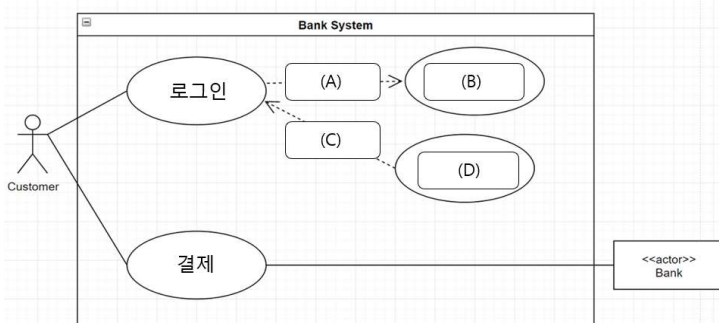 Bank System
로그인
(A)
(B)
(C)
(D)
Customer
결제
<<actor>>
Bank